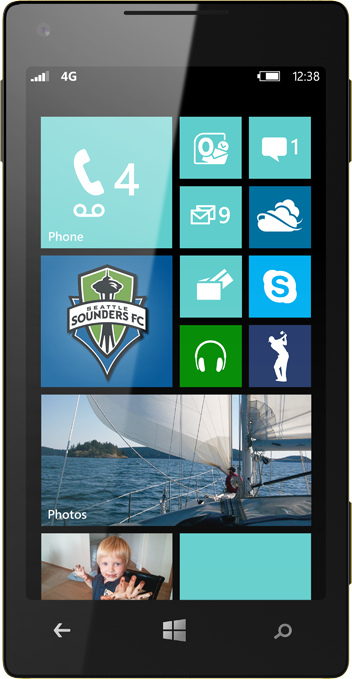 4G
12:38
4
Phone
1
9
SEATTLE
SOUNDERS FC
S
Photos